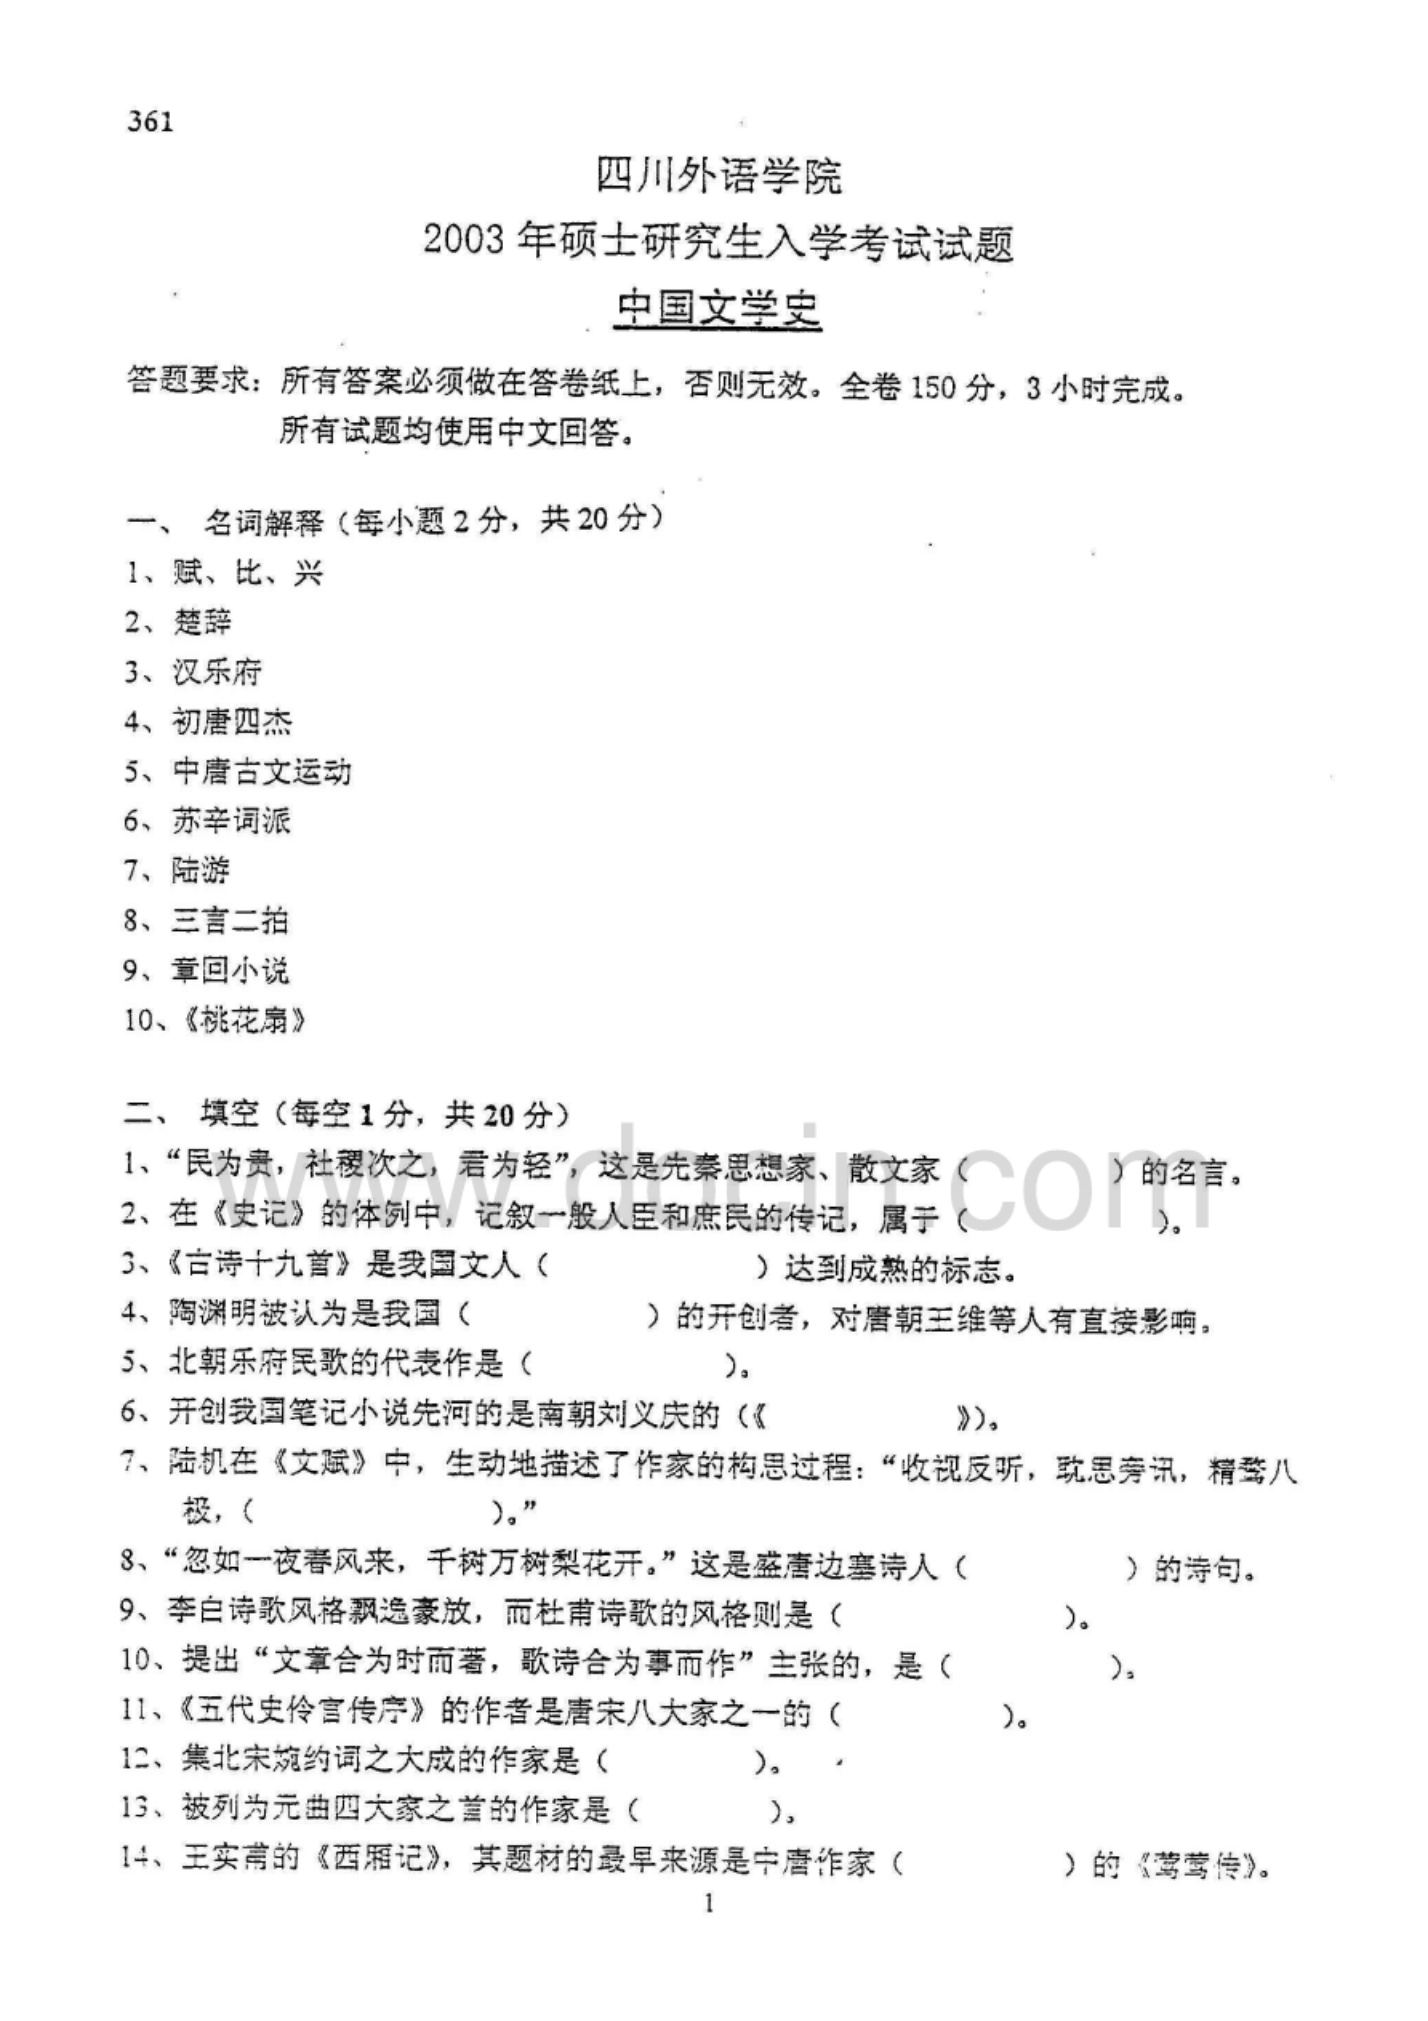 361
四川外语学院
2003 年硕士研究生入学考试试题
中国文学史
答题要求：所有答案必须做在答卷纸上，否则无效。全卷 150 分，3 小时完成。
所有试题均使用中文回答。
一、 名词解释（每小题 2 分，共 20 分）
1、赋、比、兴
2、楚辞
3、汉乐府
4、初唐四杰
5、中唐古文运动
6、苏辛词派
7、陆游
8、三言二拍
9、章回小说
10、《桃花扇》
二、 填空（每空 1 分，共 20 分）
1、“民为贵，社稷次之，君为轻”，这是先秦思想家、散文家（ ）的名言。
2、在《史记》的体例中，记叙一般人臣和庶民的传记，属于（ ）。
3、《古诗十九首》是我国文人（ ）达到成熟的标志。
4、陶渊明被认为是我国（ ）的开创者，对唐朝王维等人有直接影响。
5、北朝乐府民歌的代表作是（ ）。
6、开创我国笔记小说先河的是南朝刘义庆的（《 》）。
7、陆机在《文赋》中，生动地描述了作家的构思过程：“收视反听，耽思旁讯，精骛八
极，（ ）。”
8、“忽如一夜春风来，千树万树梨花开。”这是盛唐边塞诗人（ ）的诗句。
9、李白诗歌风格飘逸豪放，而杜甫诗歌的风格则是（ ）。
10、提出“文章合为时而著，歌诗合为事而作”主张的，是（ ）。
11、《五代史伶官传序》的作者是唐宋八大家之一的（ ）。
12、集北宋婉约词之大成的作家是（ ）。
13、被列为元曲四大家之首的作家是（ ）。
14、王实甫的《西厢记》，其题材的最早来源是中唐作家（ ）的《莺莺传》。
1
www.docin.com